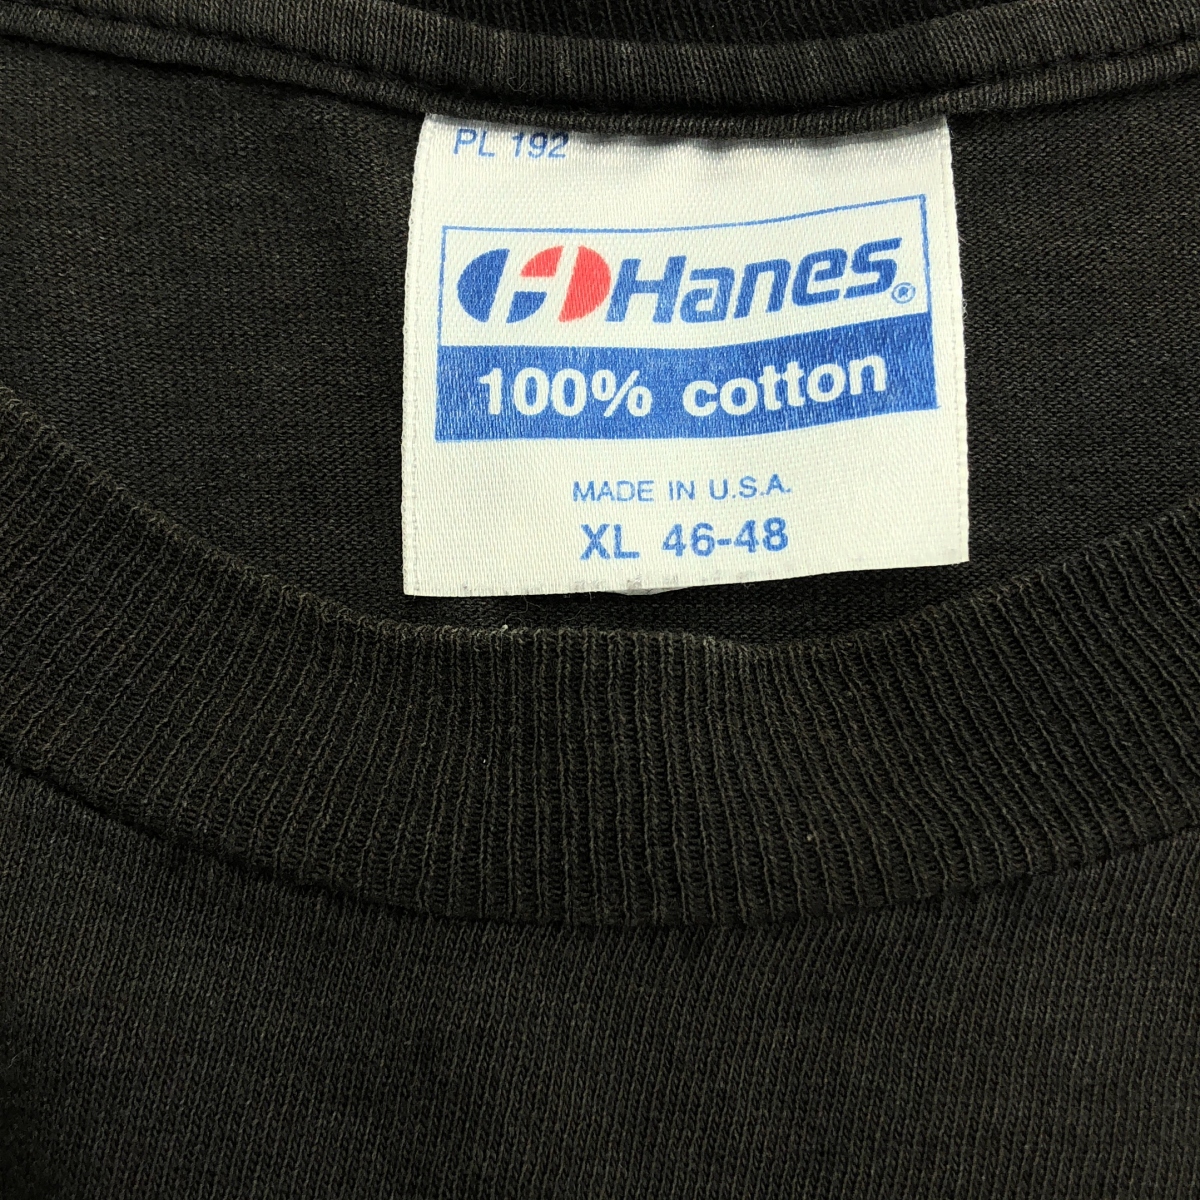 PL 192
Hanes®
100% cotton
MADE IN U.S.A.
XL 46-48